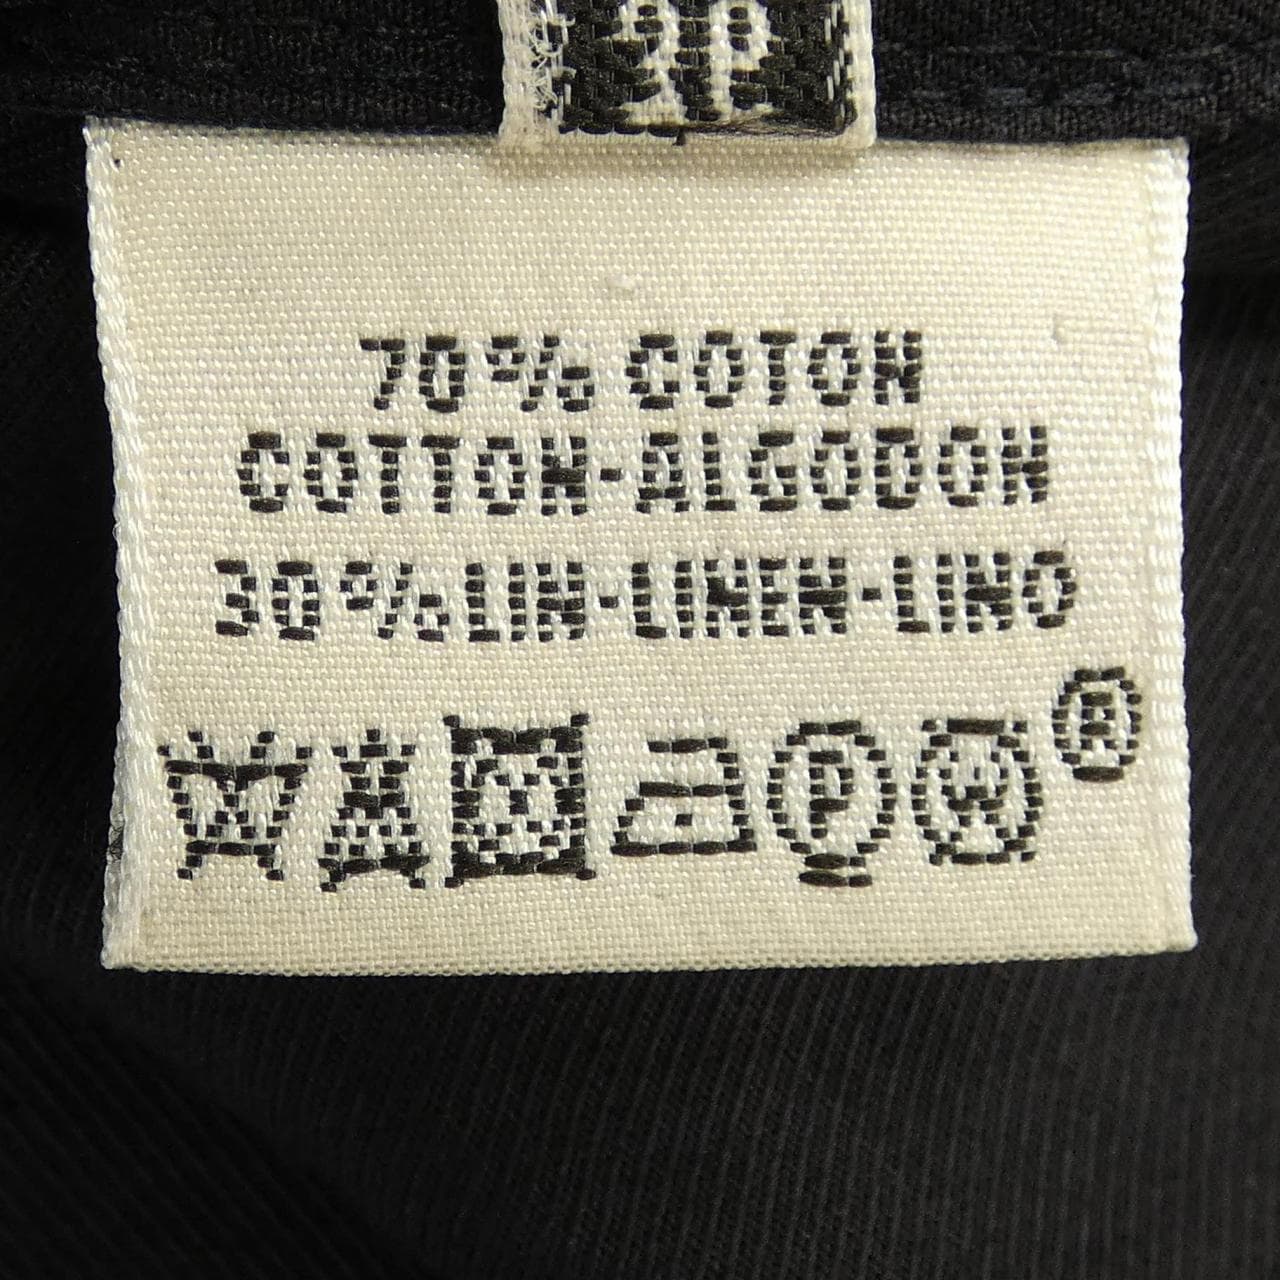 70% COTON
COTTON-ALGODON
30% LIN-LINEN-LINO
P W ®